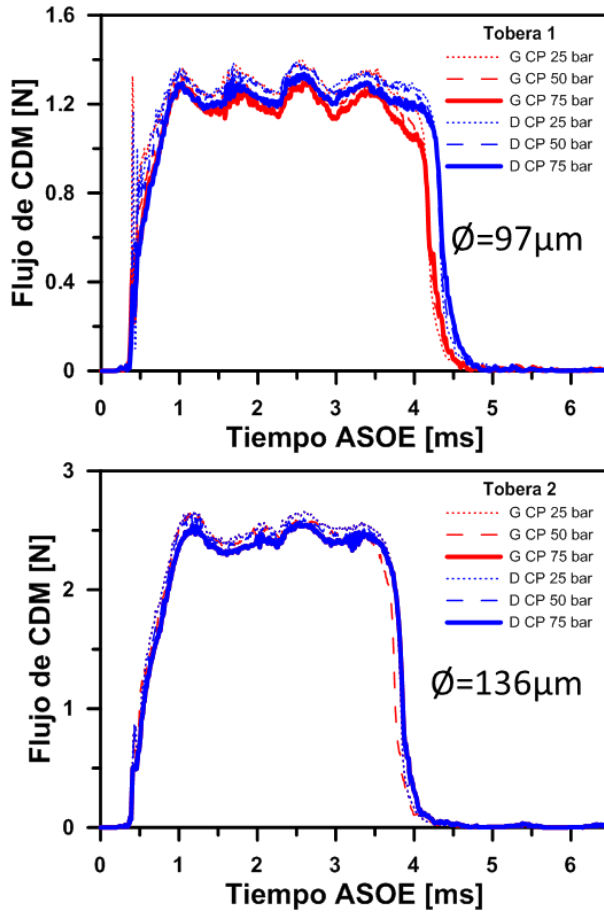 Flujo de CDM [N]
1.6
1.2
0.8
0.4
0
Tobera 1
G CP 25 bar
G CP 50 bar
G CP 75 bar
D CP 25 bar
D CP 50 bar
D CP 75 bar
Ø=97µm
0 1 2 3 4 5 6
Tiempo ASOE [ms]
Flujo de CDM [N]
3
2
1
0
Tobera 2
G CP 25 bar
G CP 50 bar
G CP 75 bar
D CP 25 bar
D CP 50 bar
D CP 75 bar
Ø=136µm
0 1 2 3 4 5 6
Tiempo ASOE [ms]